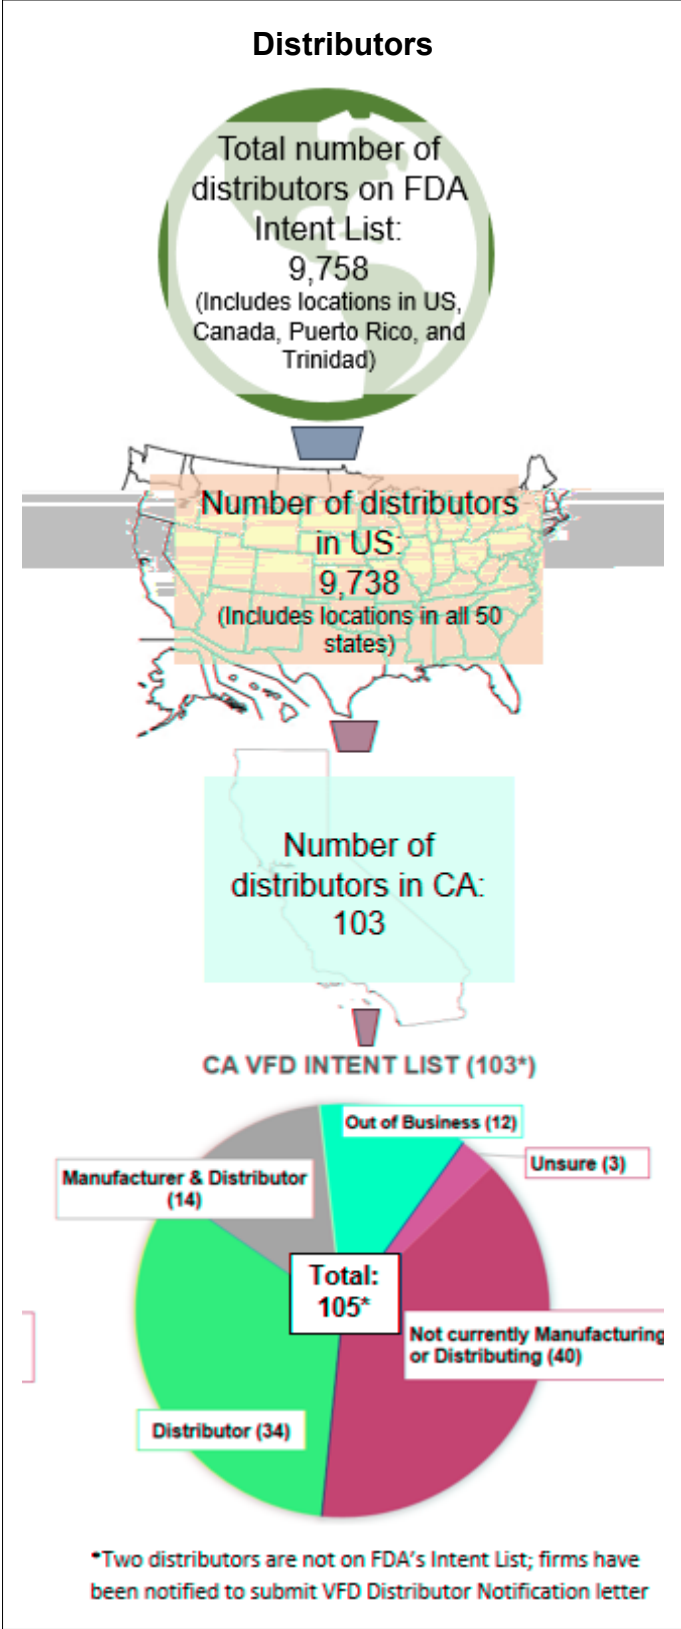 Distributors
Total number of
distributors on FDA
Intent List:
9,758
(Includes locations in US,
Canada, Puerto Rico, and
Trinidad)
Number of distributors
in US:
9,738
(Includes locations in all 50
states)
Number of
distributors in CA:
103
CA VFD INTENT LIST (103*)
Out of Business (12)
Unsure (3)
Manufacturer & Distributor
(14)
Total:
105*
Not currently Manufacturing
or Distributing (40)
Distributor (34)
*Two distributors are not on FDA's Intent List; firms have
been notified to submit VFD Distributor Notification letter